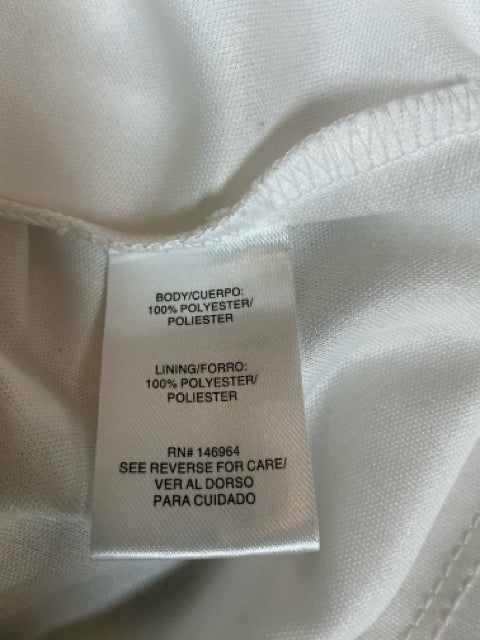 BODY/CUERPO:
100% POLYESTER/
POLIESTER
LINING/FORRO:
100% POLYESTER/
POLIESTER
RN# 146964
SEE REVERSE FOR CARE/
VER AL DORSO
PARA CUIDADO